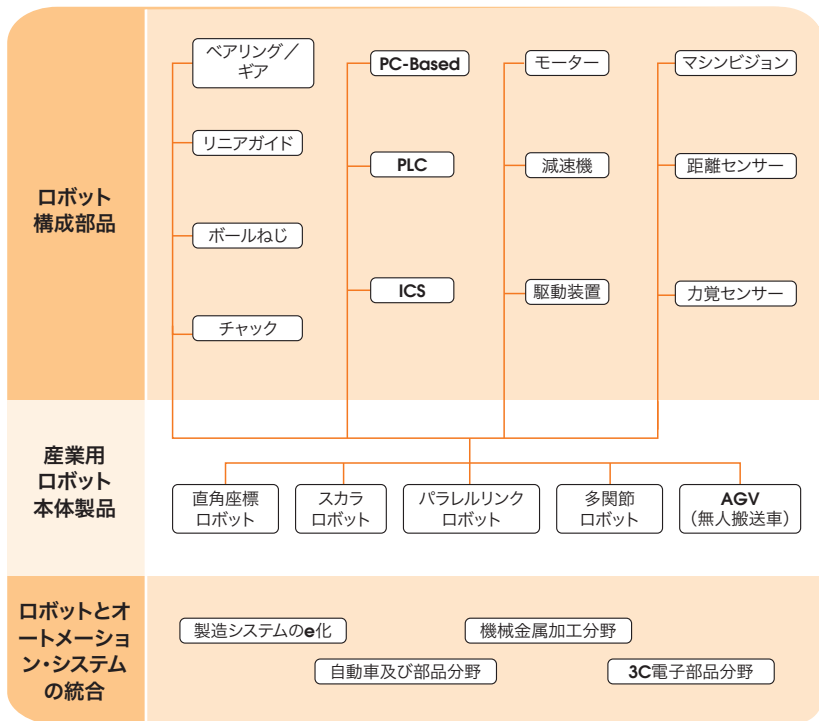 ロボット
構成部品
ベアリング／
ギア
リニアガイド
ボールねじ
チャック
PC-Based
PLC
ICS
モーター
減速機
駆動装置
マシンビジョン
距離センサー
力覚センサー
産業用
ロボット
本体製品
直角座標
ロボット
スカラ
ロボット
パラレルリンク
ロボット
多関節
ロボット
AGV
（無人搬送車）
ロボットとオ
ートメーショ
ン・システム
の統合
製造システムのe化
機械金属加工分野
自動車及び部品分野
3C電子部品分野